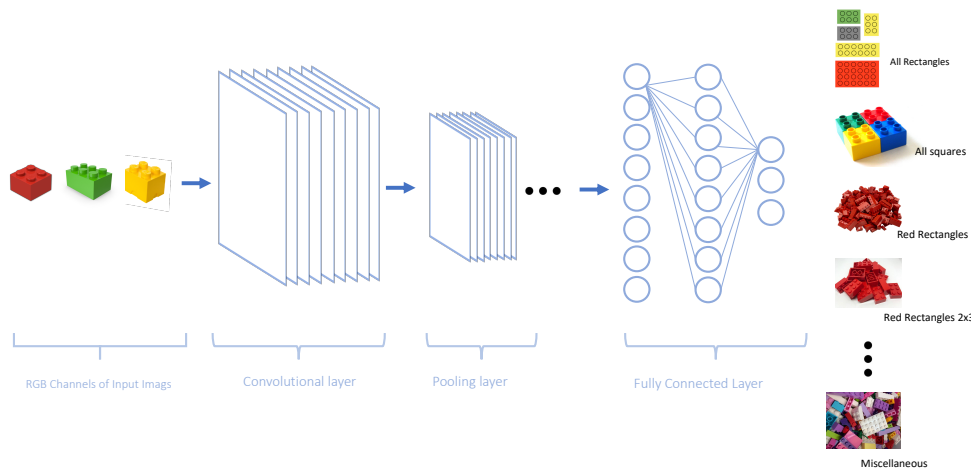 All Rectangles
All squares
Red Rectangles
Red Rectangles 2x3
RGB Channels of Input Imags
Convolutional layer
Pooling layer
Fully Connected Layer
Miscellaneous